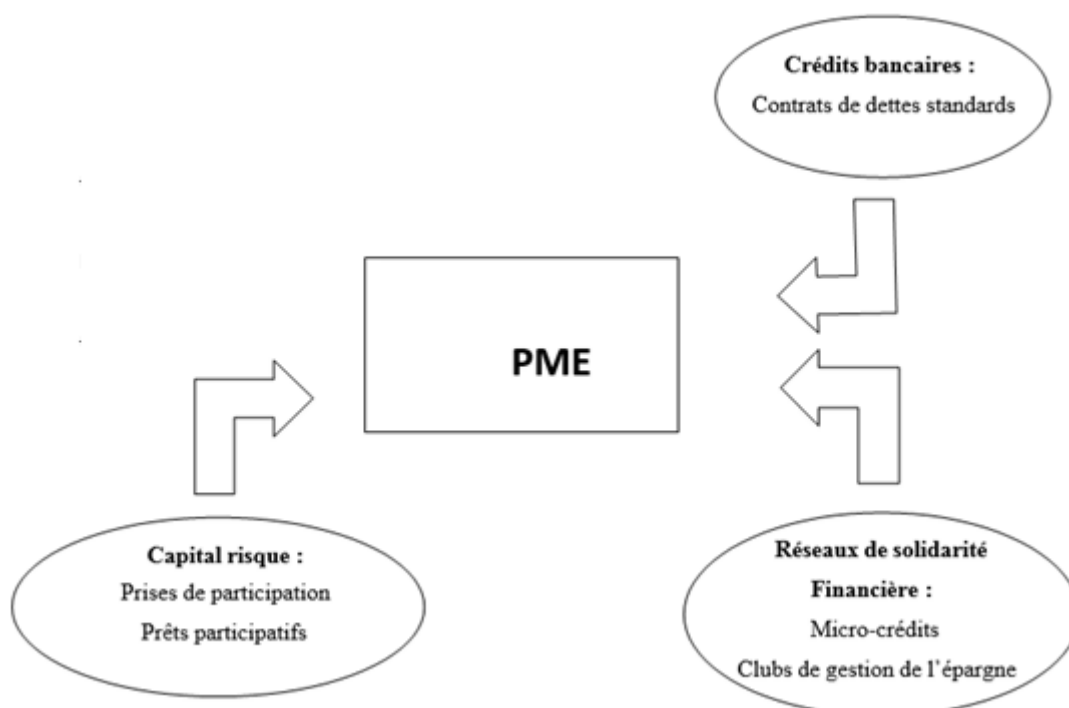 Crédits bancaires :
Contrats de dettes standards
PME
Capital risque :
Prises de participation
Prêts participatifs
Réseaux de solidarité
Financière :
Micro-crédits
Clubs de gestion de l'épargne